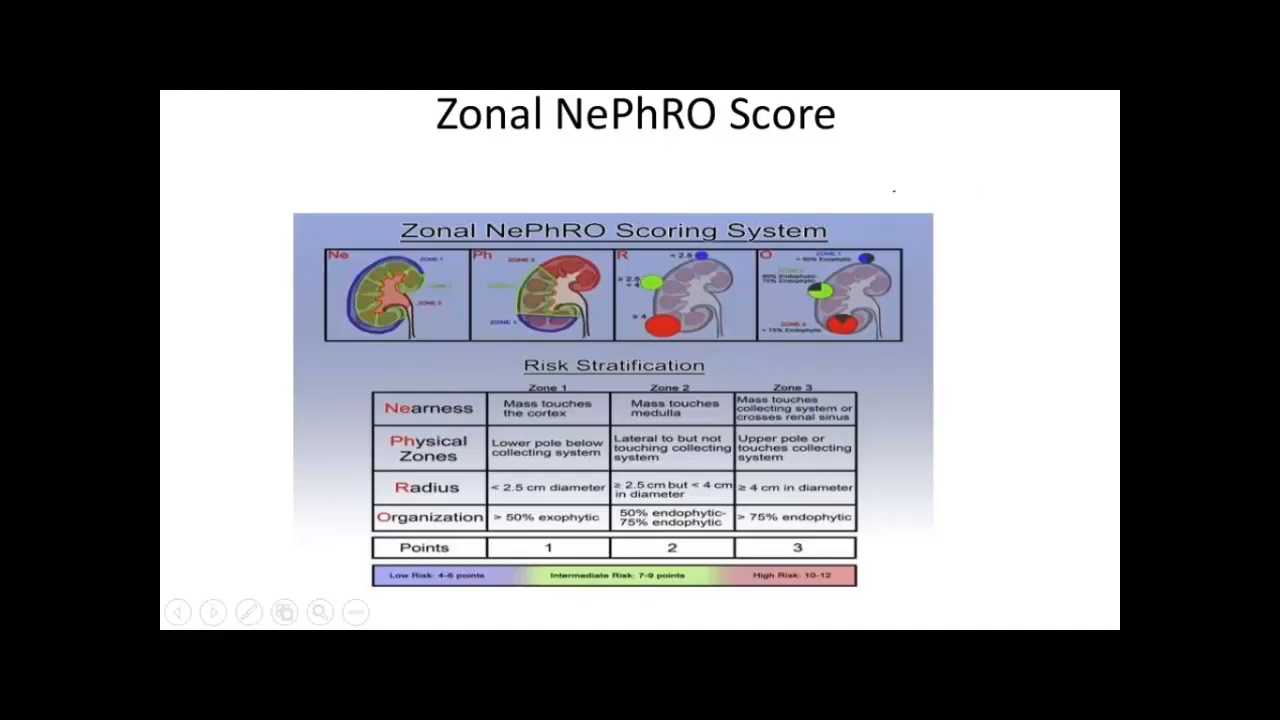 Zonal NePhRO Score
Zonal NePhRO Scoring System
Ne
ZONE 1
ZONE 3
Ph
ZONE 3
ZONE 1
R
< 2.5
≥ 2.5
< 4
≥ 4
O
ZONE 1
> 50% Exophytic
50% Endophytic-
75% Endophytic
ZONE 3
> 75% Endophytic
Risk Stratification
Zone 1 Zone 2 Zone 3
Nearness
Mass touches
the cortex
Mass touches
medulla
Mass touches
collecting system or
crosses renal sinus
Physical
Zones
Lower pole below
collecting system
Lateral to but not
touching collecting
system
Upper pole or
touches collecting
system
Radius
< 2.5 cm diameter
≥ 2.5 cm but < 4 cm
in diameter
≥ 4 cm in diameter
Organization
> 50% exophytic
50% endophytic-
75% endophytic
> 75% endophytic
Points 1 2 3
Low Risk: 4-6 points Intermediate Risk: 7-9 points High Risk: 10-12